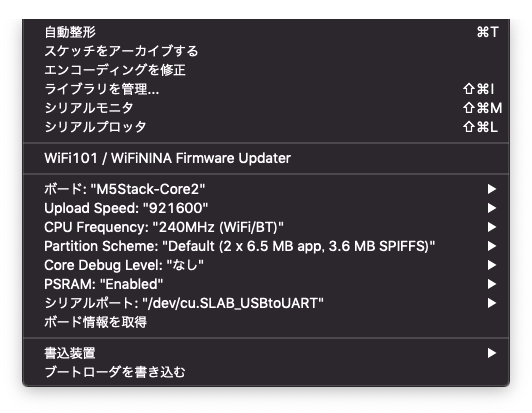 自動整形 ⌘T
スケッチをアーカイブする
エンコーディングを修正
ライブラリを管理... ⇧⌘I
シリアルモニタ ⇧⌘M
シリアルプロッタ ⇧⌘L
WiFi101 / WiFiNINA Firmware Updater
ボード: "M5Stack-Core2" ▶
Upload Speed: "921600" ▶
CPU Frequency: "240MHz (WiFi/BT)" ▶
Partition Scheme: "Default (2 x 6.5 MB app, 3.6 MB SPIFFS)" ▶
Core Debug Level: "なし" ▶
PSRAM: "Enabled" ▶
シリアルポート: "/dev/cu.SLAB_USBtoUART" ▶
ボード情報を取得
書込装置 ▶
ブートローダを書き込む